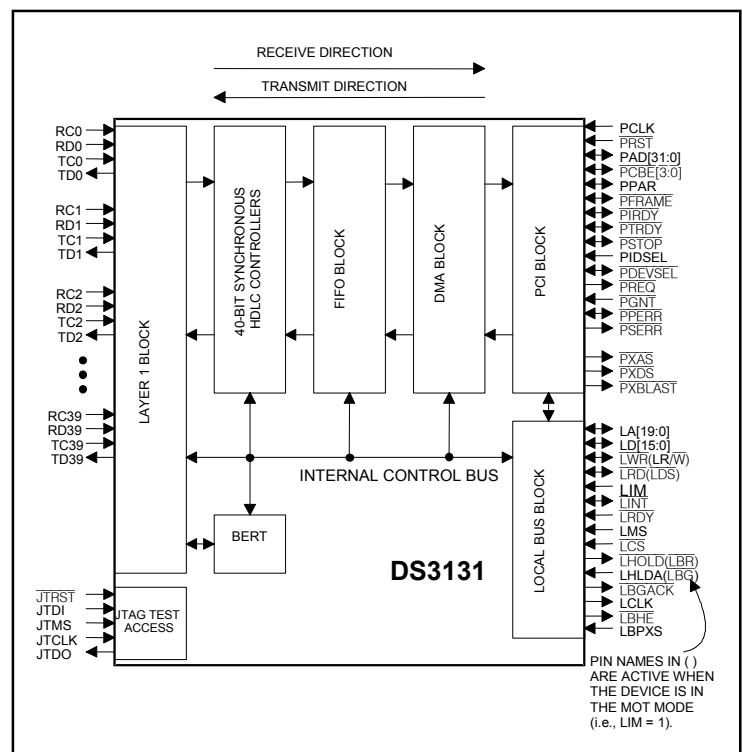 RECEIVE DIRECTION
TRANSMIT DIRECTION
RC0
RD0
TC0
TD0
RC1
RD1
TC1
TD1
RC2
RD2
TC2
TD2
RC39
RD39
TC39
TD39
JTRST
JTDI
JTMS
JTCLK
JTDO
LAYER 1 BLOCK
40-BIT SYNCHRONOUS
HDLC CONTROLLERS
FIFO BLOCK
DMA BLOCK
PCI BLOCK
INTERNAL CONTROL BUS
BERT
DS3131
LOCAL BUS BLOCK
JTAG TEST
ACCESS
PCLK
PRST
PAD[31:0]
PCBE[3:0]
PPAR
PFRAME
PIRDY
PTRDY
PSTOP
PIDSEL
PDEVSEL
PREQ
PGNT
PPERR
PSERR
PXAS
PXDS
PXBLAST
LA[19:0]
LD[15:0]
LWR(LR/W)
LRD(LDS)
LIM
LINT
LRDY
LMS
LCS
LHOLD(LBR)
LHLDA(LBG)
LBGACK
LCLK
LBHE
LBPXS
PIN NAMES IN ( )
ARE ACTIVE WHEN
THE DEVICE IS IN
THE MOT MODE
(i.e., LIM = 1).